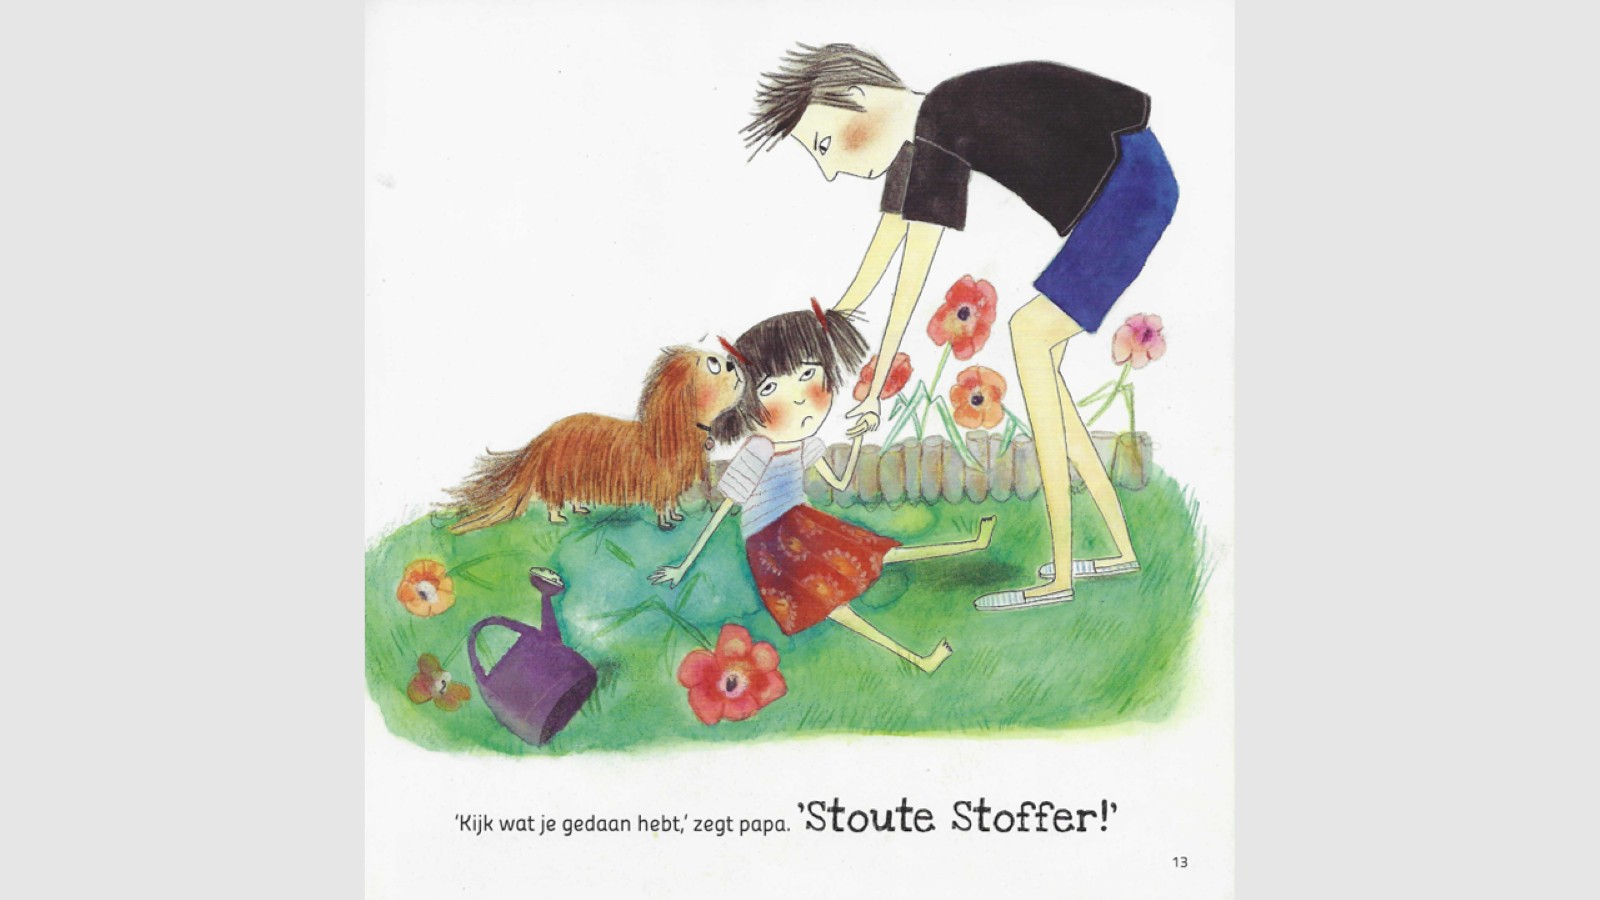 ‘Kijk wat je gedaan hebt,’ zegt papa. ’Stoute Stoffer!’
13